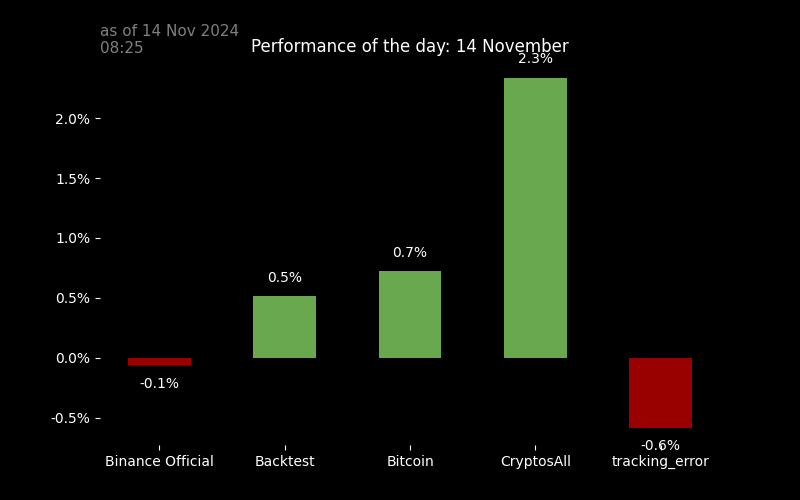 as of 14 Nov 2024
08:25
Performance of the day: 14 November
2.3%
2.0%
1.5%
1.0%
0.7%
0.5%
0.5%
0.0%
-0.1%
-0.5%
-0.6%
Binance Official
Backtest
Bitcoin
CryptosAll
tracking_error